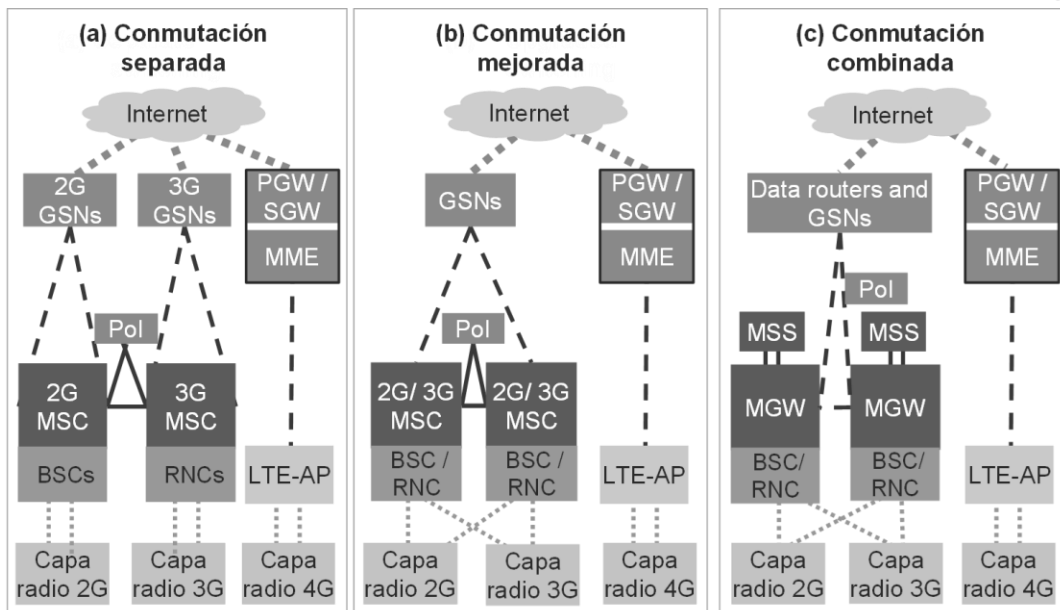 (a) Conmutación
separada
Internet
2G
GSNs
3G
GSNs
PGW /
SGW
MME
PoI
2G
MSC
3G
MSC
BSCs
RNCs
LTE-AP
Capa
radio 2G
Capa
radio 3G
Capa
radio 4G
(b) Conmutación
mejorada
Internet
GSNs
PGW /
SGW
MME
PoI
2G/ 3G
MSC
2G/ 3G
MSC
BSC /
RNC
BSC /
RNC
LTE-AP
Capa
radio 2G
Capa
radio 3G
Capa
radio 4G
(c) Conmutación
combinada
Internet
Data routers and
GSNs
PGW /
SGW
MME
PoI
MSS
MSS
MGW
MGW
BSC/
RNC
BSC/
RNC
LTE-AP
Capa
radio 2G
Capa
radio 3G
Capa
radio 4G